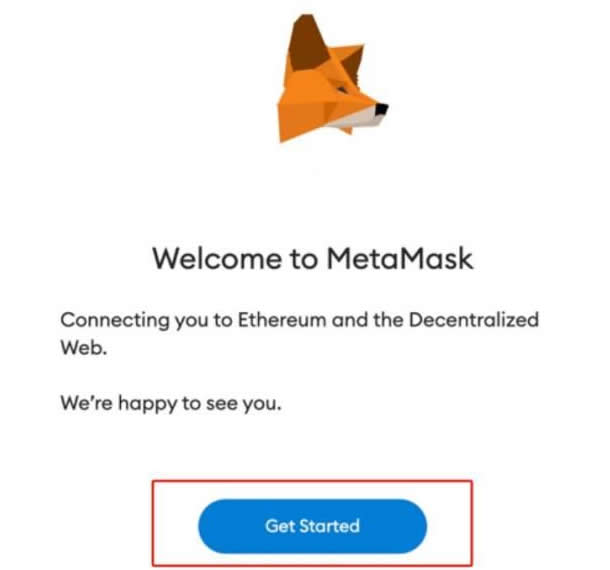 Welcome to MetaMask
Connecting you to Ethereum and the Decentralized
Web.
We're happy to see you.
Get Started